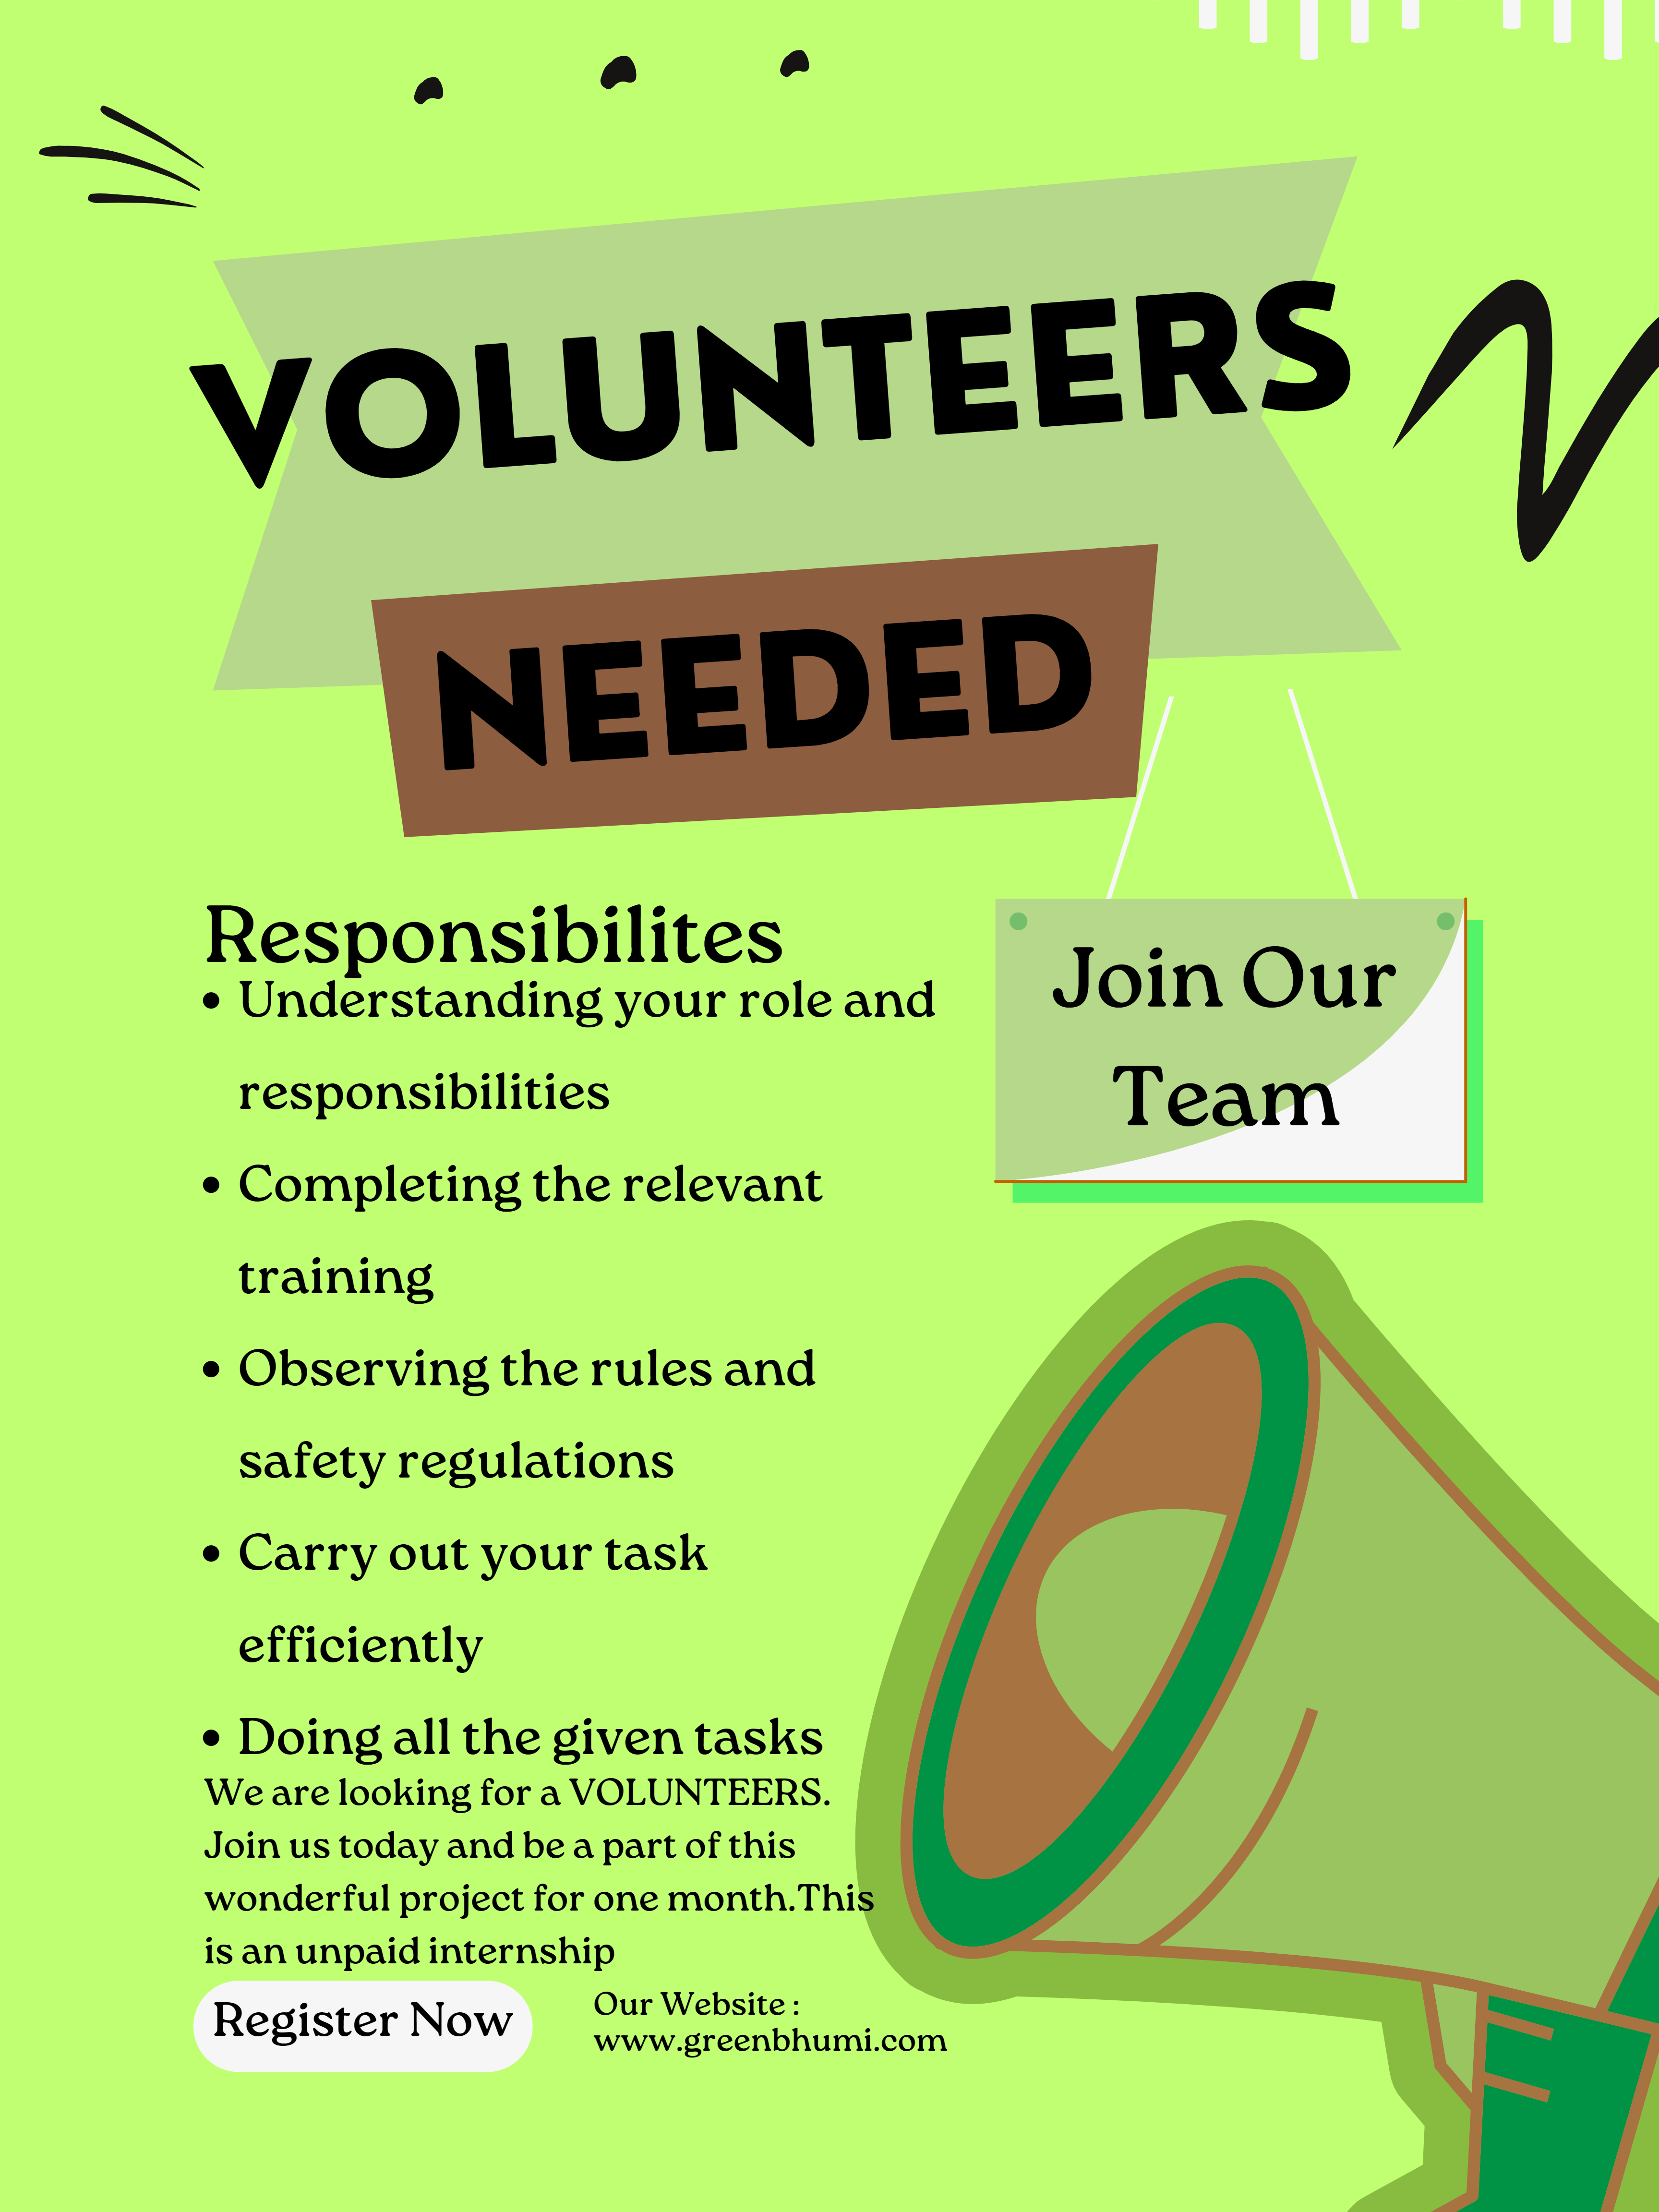 VOLUNTEERS
NEEDED
Responsibilites
• Understanding your role and
responsibilities
• Completing the relevant
training
• Observing the rules and
safety regulations
• Carry out your task
efficiently
• Doing all the given tasks
We are looking for a VOLUNTEERS.
Join us today and be a part of this
wonderful project for one month.This
is an unpaid internship
Register Now
Our Website :
www.greenbhumi.com
Join Our
Team